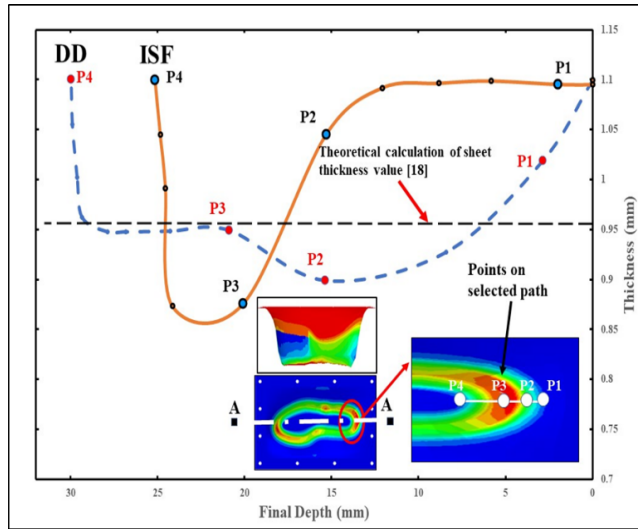 DD ISF
P4 P4 P1
P2
Theoretical calculation of sheet
thickness value [18]
P1
P3
P2
P3
Points on
selected path
P4 P3 P2 P1
A A
1.15
1.1
1.05
1
0.95
0.9
0.85
0.8
0.75
0.7
Thickness (mm)
30 25 20 15 10 5 0
Final Depth (mm)